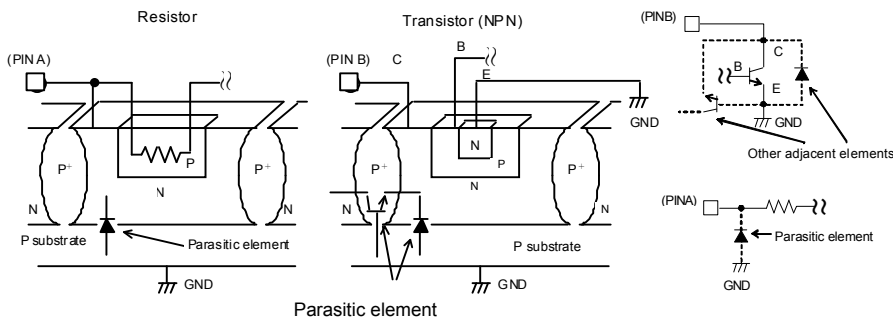 Resistor
(PIN A)
P
P+
P+
N
N
N
P substrate
Parasitic element
GND
Transistor (NPN)
(PIN B)
C
B
E
GND
P+
N
P
P+
N
N
N
P substrate
GND
Parasitic element
(PINB)
C
B
E
GND
Other adjacent elements
(PINA)
Parasitic element
GND